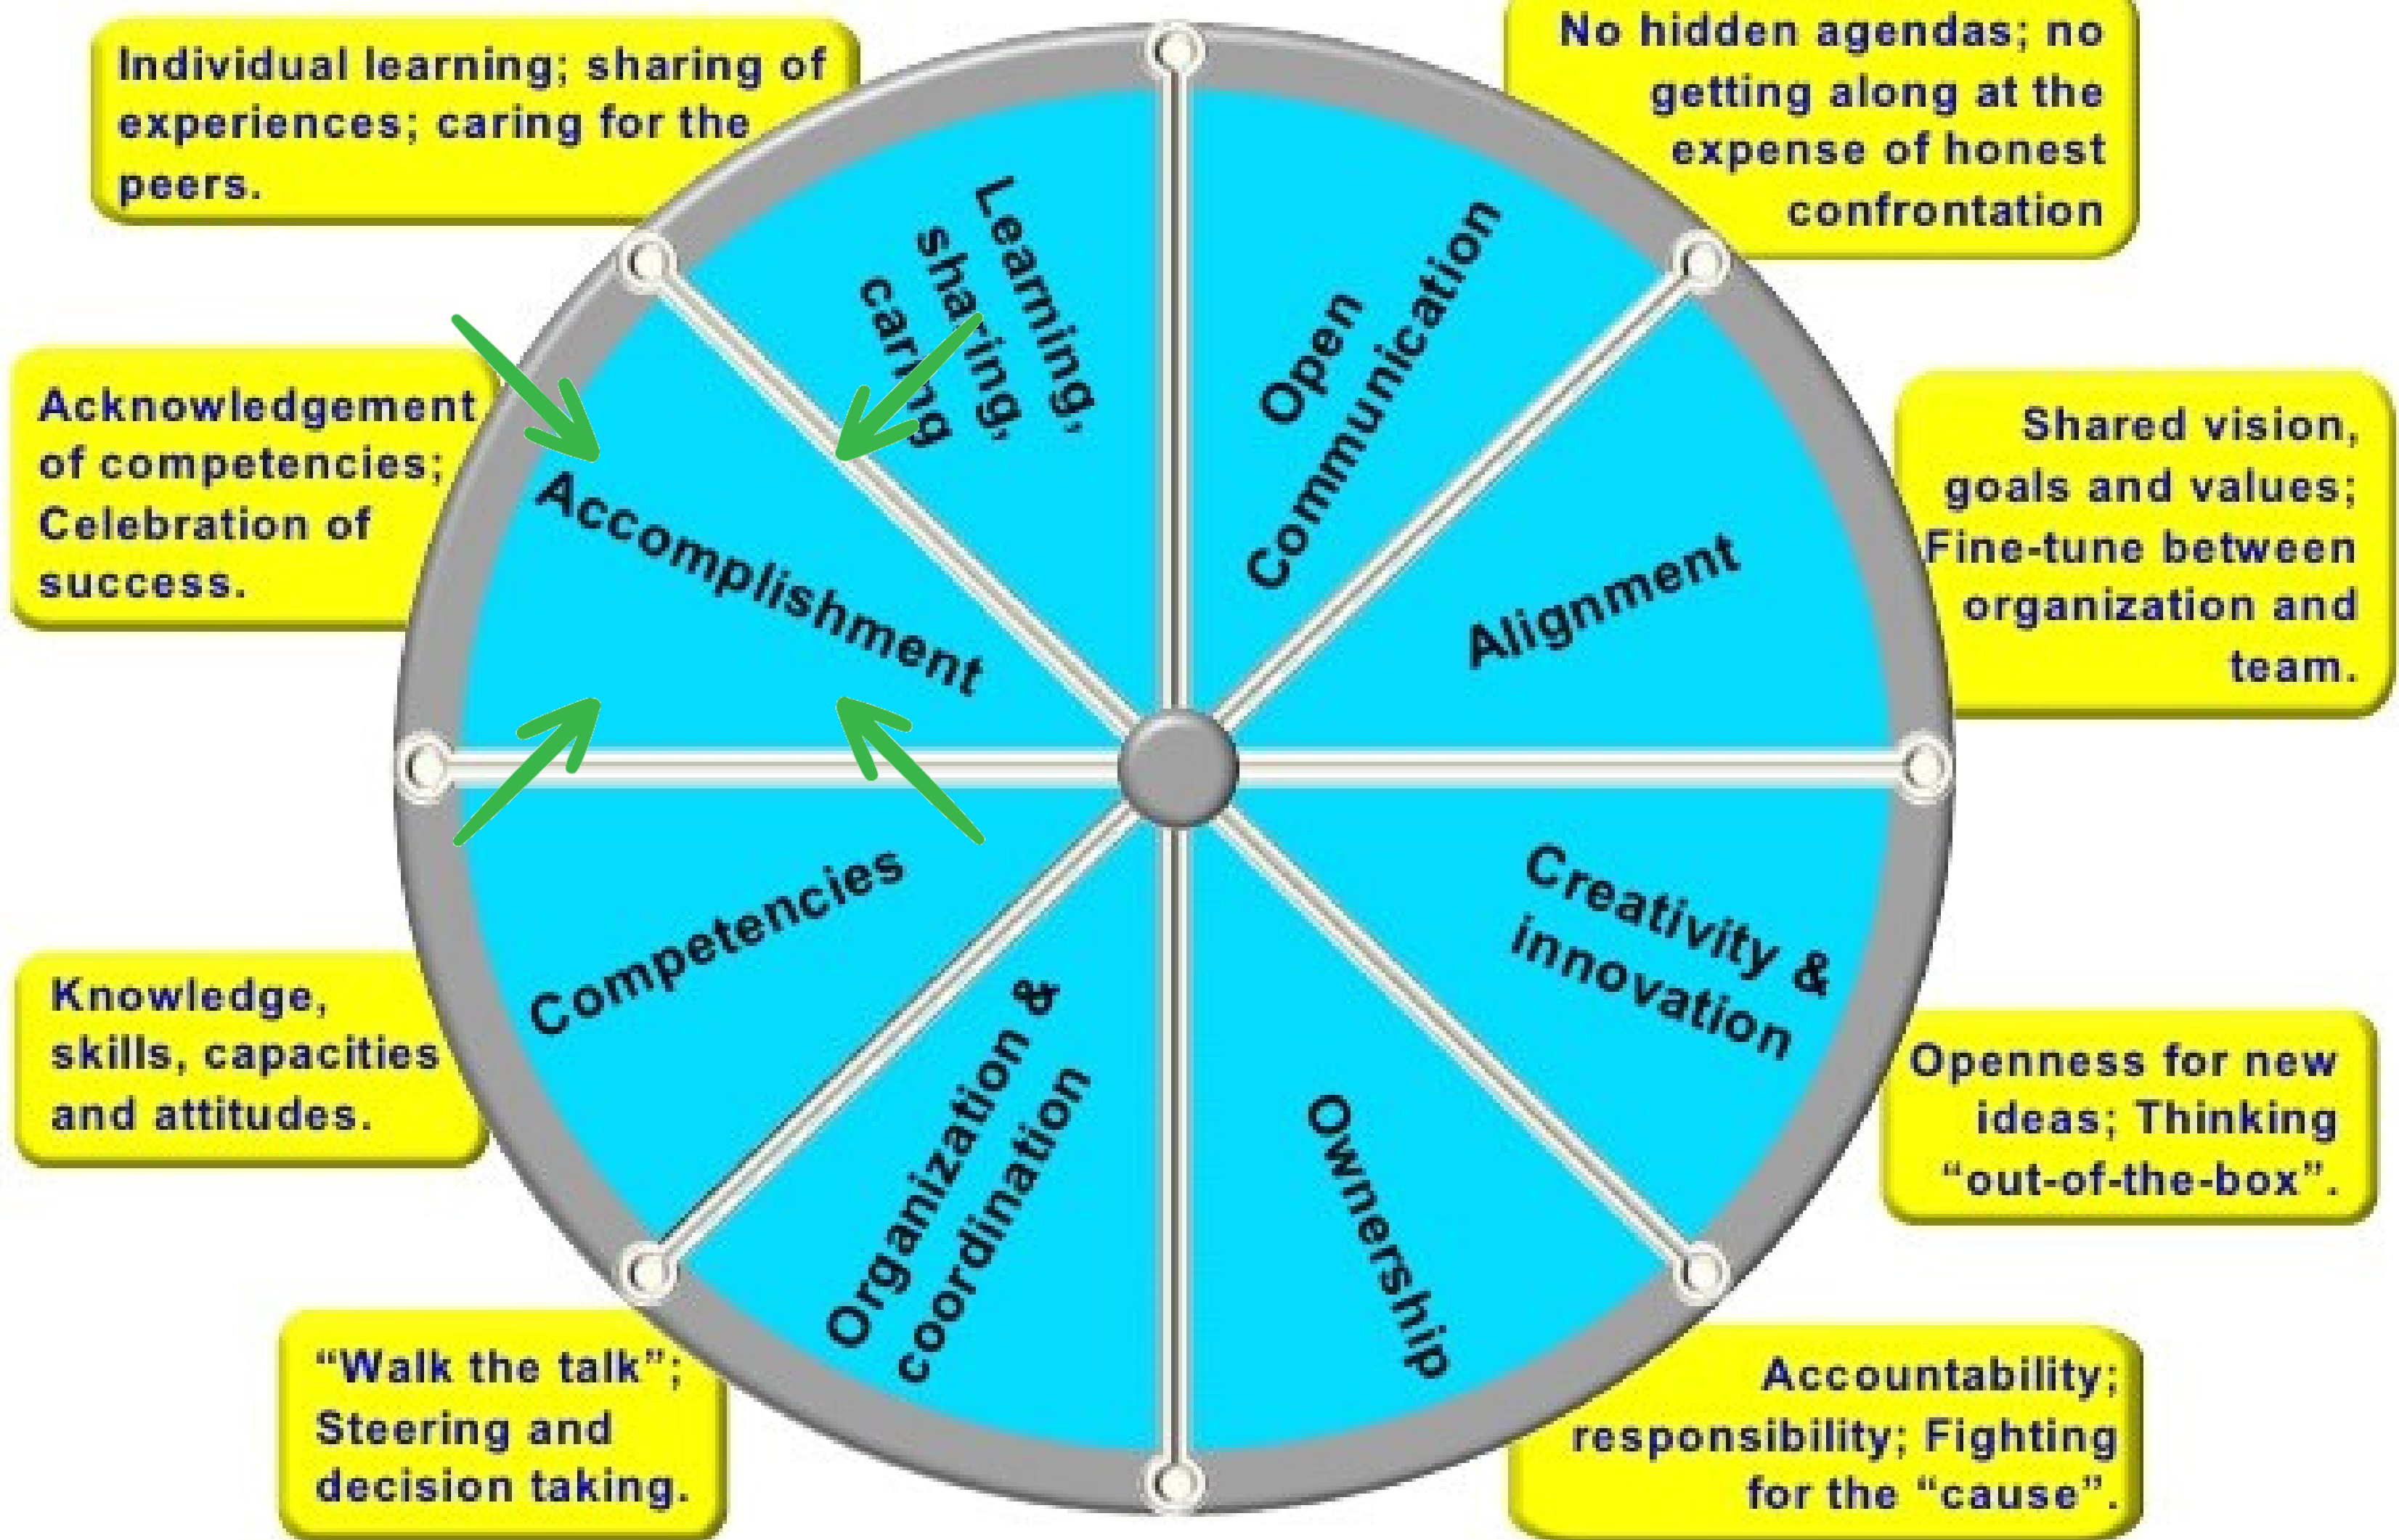 Individual learning; sharing of
experiences; caring for the
peers.
No hidden agendas; no
getting along at the
expense of honest
confrontation
Learning,
sharing,
caring
Open
Communication
Acknowledgement
of competencies;
Celebration of
success.
Accomplishment
Alignment
Shared vision,
goals and values;
Fine-tune between
organization and
team.
Knowledge,
skills, capacities
and attitudes.
Competencies
Creativity &
innovation
Openness for new
ideas; Thinking
“out-of-the-box”.
Organization &
coordination
Ownership
“Walk the talk”;
Steering and
decision taking.
Accountability;
responsibility; Fighting
for the “cause”.